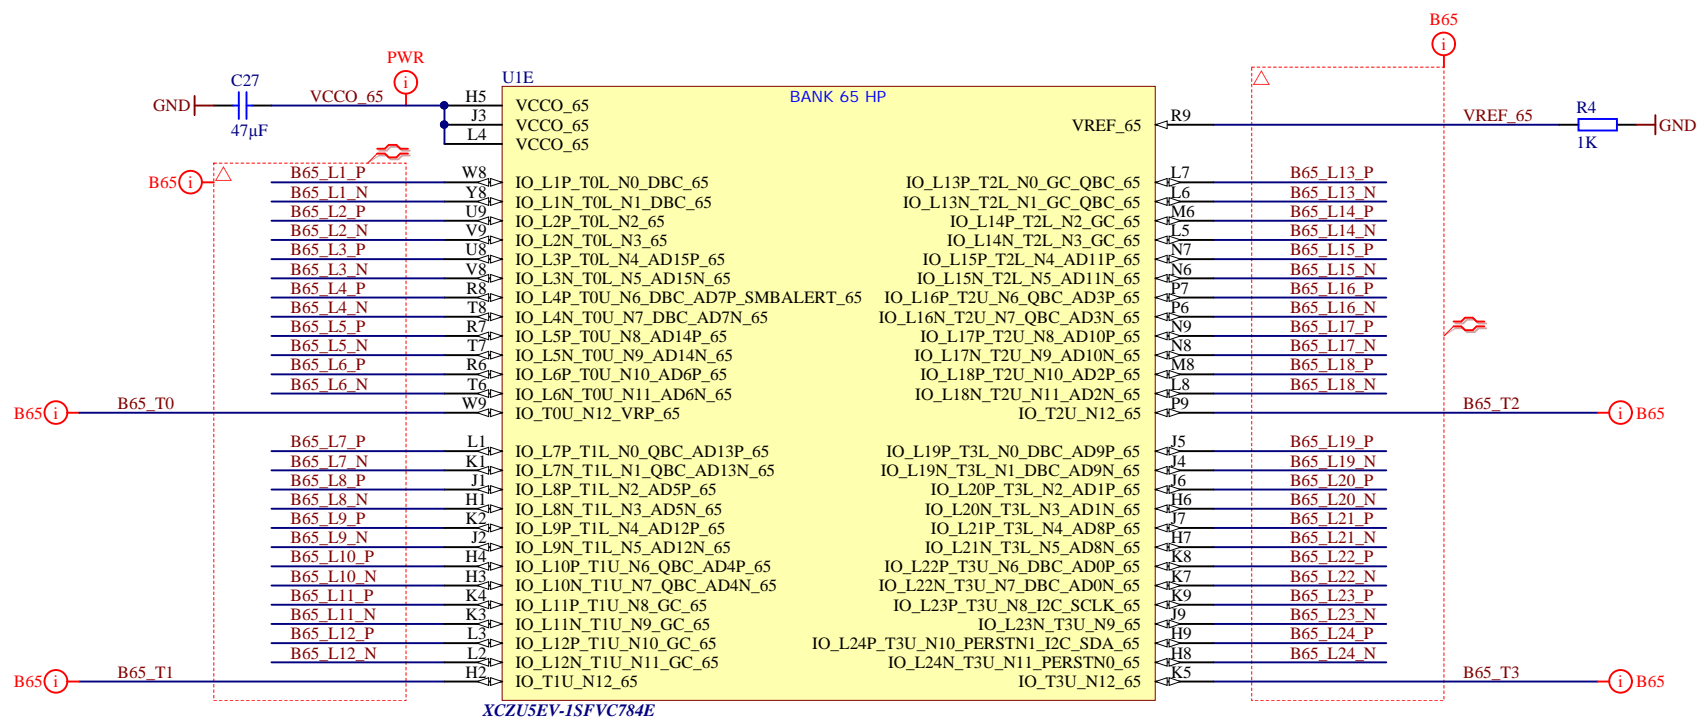 B65
PWR
C27
U1E
GND
VCCO_65
47µF
BANK 65 HP
H5 VCCO_65
J3 VCCO_65
L4 VCCO_65
VREF_65 R9 VREF_65
R4
1K
GND
B65
B65_L1_P W8 IO_L1P_T0L_N0_DBC_65 IO_L13P_T2L_N0_GC_QBC_65 L7 B65_L13_P
B65_L1_N Y8 IO_L1N_T0L_N1_DBC_65 IO_L13N_T2L_N1_GC_QBC_65 L6 B65_L13_N
B65_L2_P U9 IO_L2P_T0L_N2_65 IO_L14P_T2L_N2_GC_65 M6 B65_L14_P
B65_L2_N V9 IO_L2N_T0L_N3_65 IO_L14N_T2L_N3_GC_65 L5 B65_L14_N
B65_L3_P U8 IO_L3P_T0L_N4_AD15P_65 IO_L15P_T2L_N4_AD11P_65 N7 B65_L15_P
B65_L3_N V8 IO_L3N_T0L_N5_AD15N_65 IO_L15N_T2L_N5_AD11N_65 N6 B65_L15_N
B65_L4_P R8 IO_L4P_T0U_N6_DBC_AD7P_SMBALERT_65 IO_L16P_T2U_N6_QBC_AD3P_65 P7 B65_L16_P
B65_L4_N T8 IO_L4N_T0U_N7_DBC_AD7N_65 IO_L16N_T2U_N7_QBC_AD3N_65 P6 B65_L16_N
B65_L5_P R7 IO_L5P_T0U_N8_AD14P_65 IO_L17P_T2U_N8_AD10P_65 N9 B65_L17_P
B65_L5_N T7 IO_L5N_T0U_N9_AD14N_65 IO_L17N_T2U_N9_AD10N_65 N8 B65_L17_N
B65_L6_P R6 IO_L6P_T0U_N10_AD6P_65 IO_L18P_T2U_N10_AD2P_65 M8 B65_L18_P
B65_L6_N T6 IO_L6N_T0U_N11_AD6N_65 IO_L18N_T2U_N11_AD2N_65 L8 B65_L18_N
B65 B65_T0 W9 IO_T0U_N12_VRP_65 IO_T2U_N12_65 P9 B65_T2 B65
B65_L7_P L1 IO_L7P_T1L_N0_QBC_AD13P_65 IO_L19P_T3L_N0_DBC_AD9P_65 J5 B65_L19_P
B65_L7_N K1 IO_L7N_T1L_N1_QBC_AD13N_65 IO_L19N_T3L_N1_DBC_AD9N_65 J4 B65_L19_N
B65_L8_P J1 IO_L8P_T1L_N2_AD5P_65 IO_L20P_T3L_N2_AD1P_65 J6 B65_L20_P
B65_L8_N H1 IO_L8N_T1L_N3_AD5N_65 IO_L20N_T3L_N3_AD1N_65 H6 B65_L20_N
B65_L9_P K2 IO_L9P_T1L_N4_AD12P_65 IO_L21P_T3L_N4_AD8P_65 J7 B65_L21_P
B65_L9_N J2 IO_L9N_T1L_N5_AD12N_65 IO_L21N_T3L_N5_AD8N_65 H7 B65_L21_N
B65_L10_P H4 IO_L10P_T1U_N6_QBC_AD4P_65 IO_L22P_T3U_N6_DBC_AD0P_65 K8 B65_L22_P
B65_L10_N H3 IO_L10N_T1U_N7_QBC_AD4N_65 IO_L22N_T3U_N7_DBC_AD0N_65 K7 B65_L22_N
B65_L11_P K4 IO_L11P_T1U_N8_GC_65 IO_L23P_T3U_N8_I2C_SCLK_65 K9 B65_L23_P
B65_L11_N K3 IO_L11N_T1U_N9_GC_65 IO_L23N_T3U_N9_65 J9 B65_L23_N
B65_L12_P L3 IO_L12P_T1U_N10_GC_65 IO_L24P_T3U_N10_PERSTN1_I2C_SDA_65 H9 B65_L24_P
B65_L12_N L2 IO_L12N_T1U_N11_GC_65 IO_L24N_T3U_N11_PERSTN0_65 H8 B65_L24_N
B65 B65_T1 H2 IO_T1U_N12_65 IO_T3U_N12_65 K5 B65_T3 B65
XCZU5EV-1SFVC784E